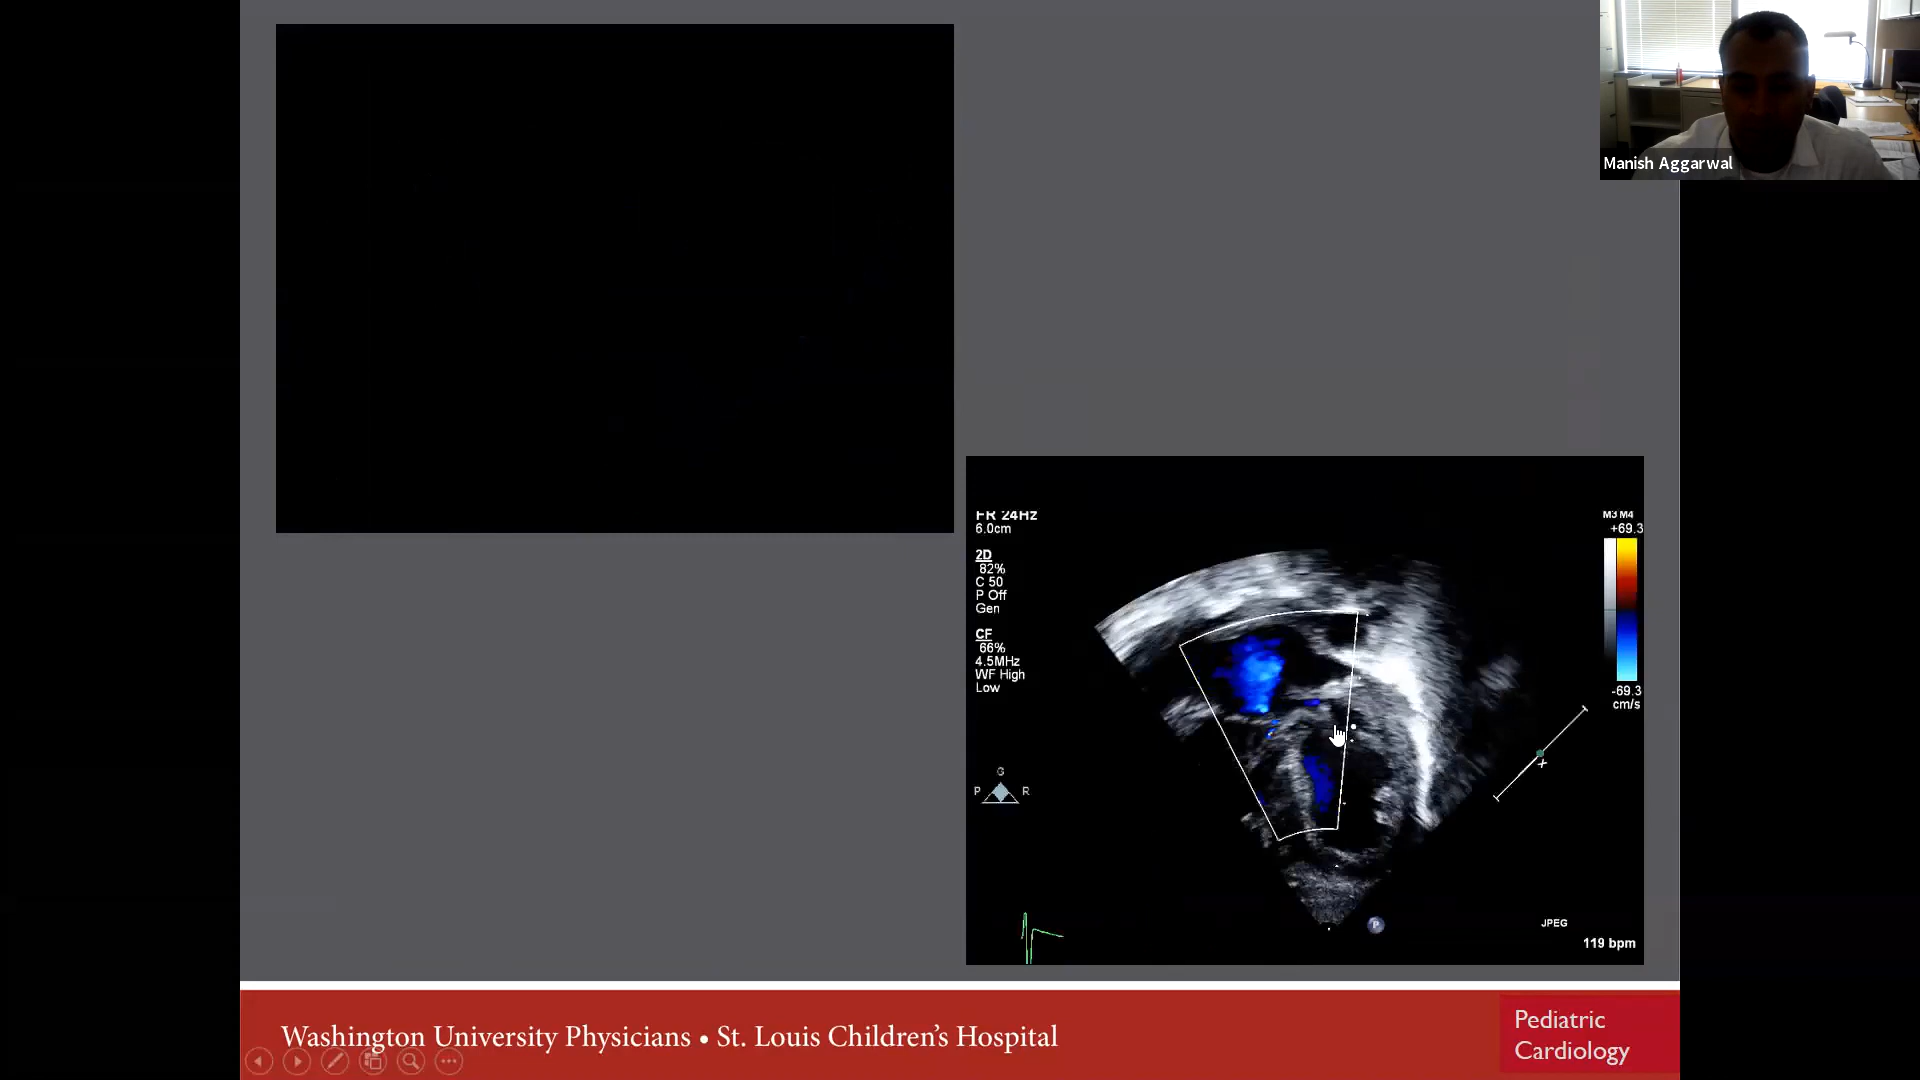 Manish Aggarwal
FR 24Hz
6.0cm
2D
82%
C 50
P Off
Gen
CF
66%
4.5MHz
WF High
Low
M3 M4
+69.3
-69.3
cm/s
G
P R
x
P
JPEG
119 bpm
Washington University Physicians • St. Louis Children's Hospital
Pediatric
Cardiology